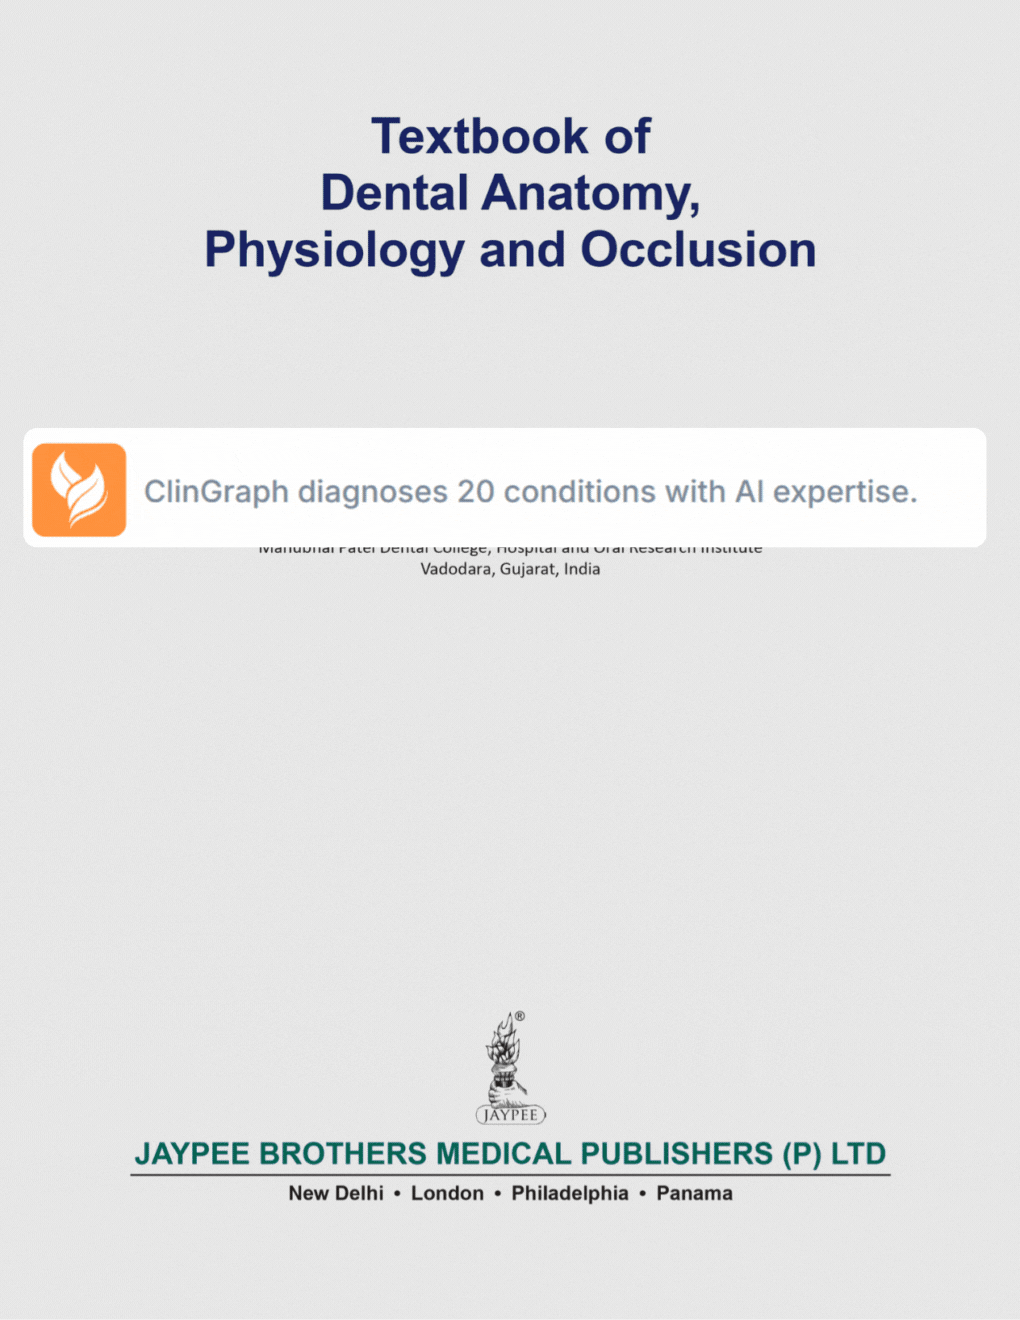 Textbook of
Dental Anatomy,
Physiology and Occlusion
ClinGraph diagnoses 20 conditions with AI expertise.
Manubhai Patel Dental College, Hospital and Oral Research Institute
Vadodara, Gujarat, India
®
JAYPEE
JAYPEE BROTHERS MEDICAL PUBLISHERS (P) LTD
New Delhi • London • Philadelphia • Panama